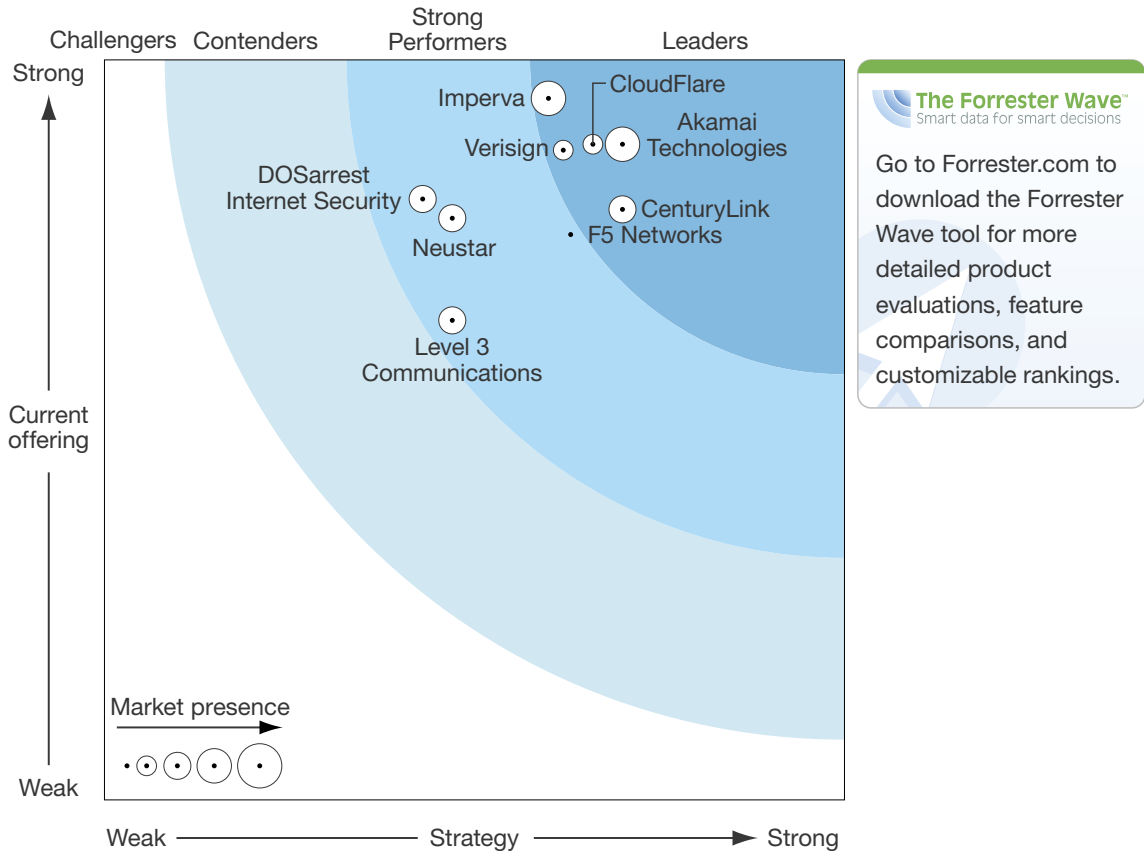 Challengers
Contenders
Strong
Performers
Leaders
Strong
Imperva
CloudFlare
Akamai
Technologies
Verisign
DOSarrest
Internet Security
Neustar
CenturyLink
F5 Networks
Level 3
Communications
Current
offering
Market presence
Weak
Weak
Strategy
Strong
The Forrester Wave™
Smart data for smart decisions
Go to Forrester.com to
download the Forrester
Wave tool for more
detailed product
evaluations, feature
comparisons, and
customizable rankings.